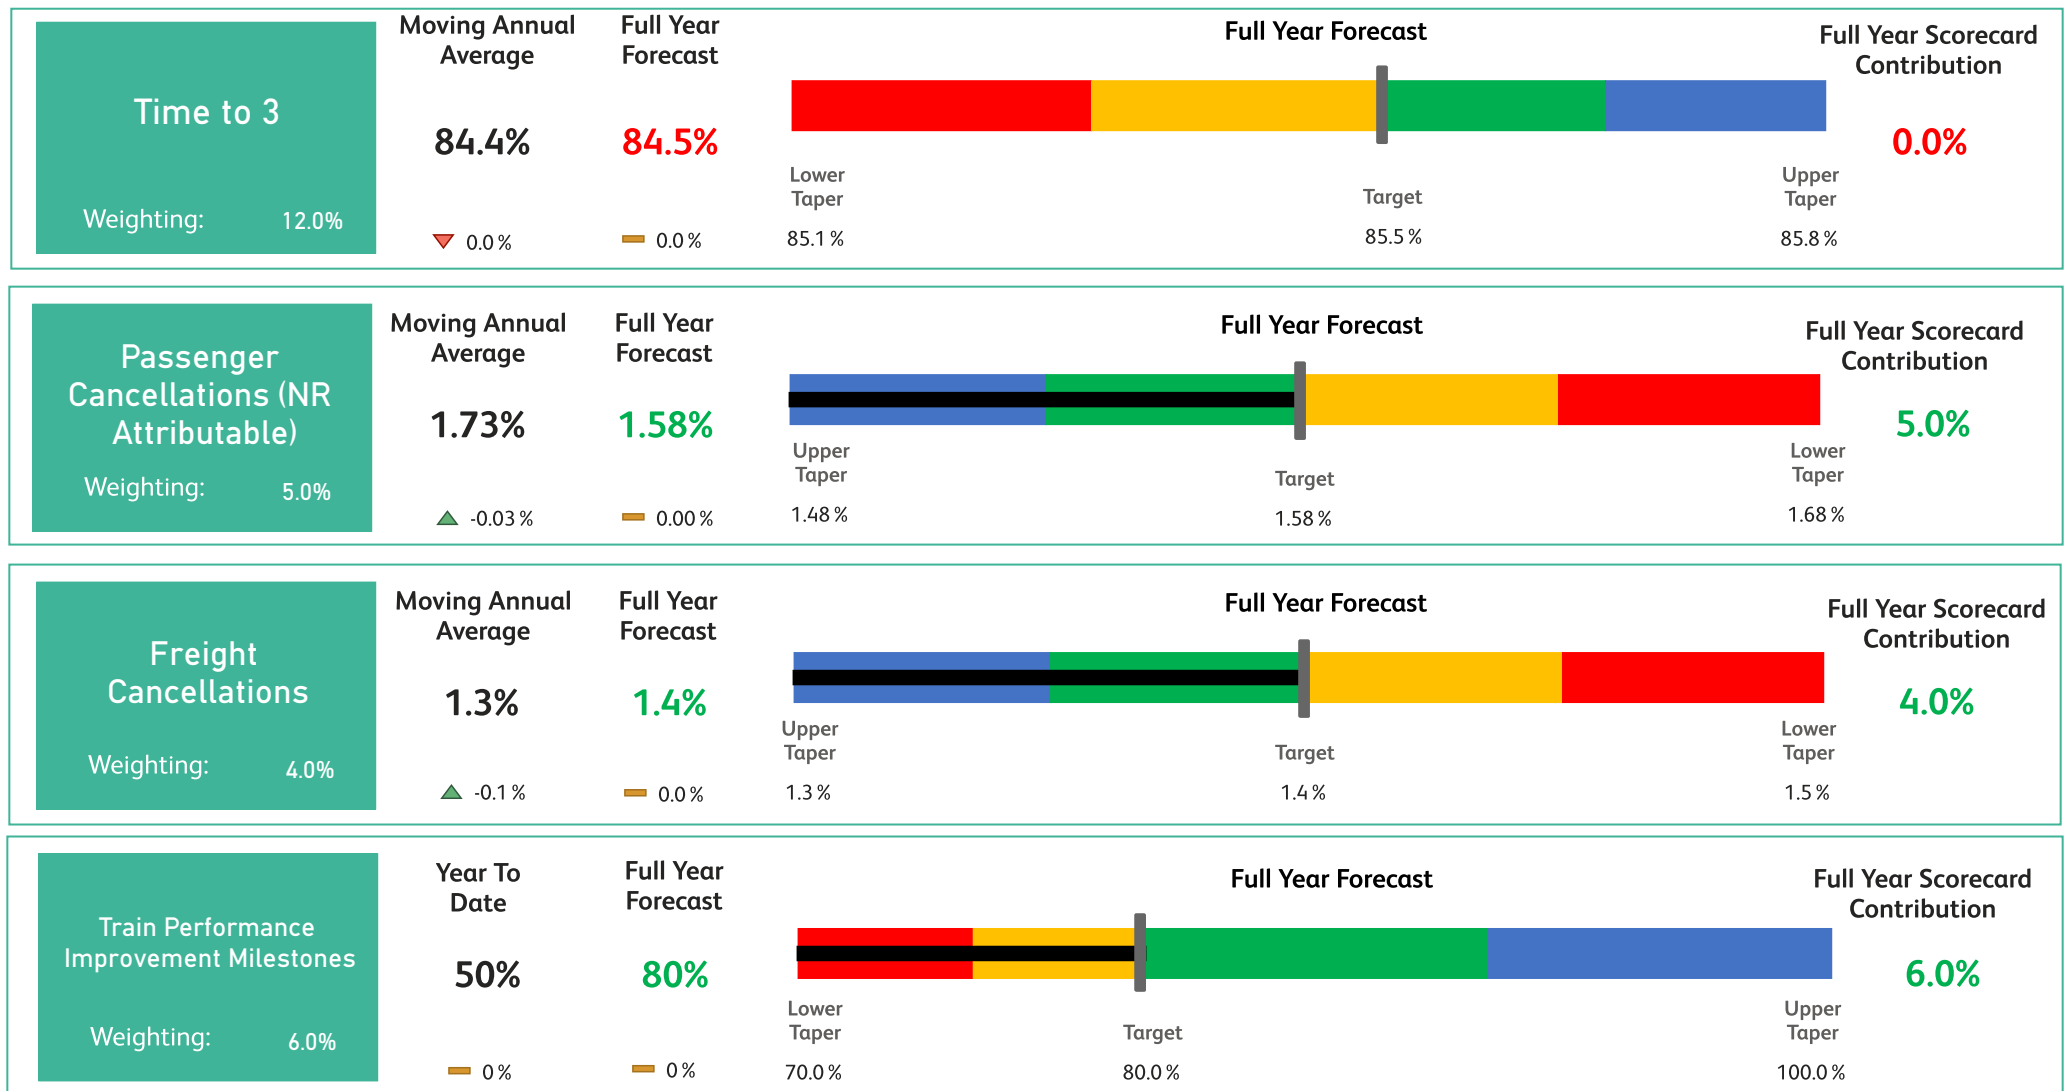 Time to 3
Weighting: 12.0%
Moving Annual
Average
84.4%
0.0 %
Full Year
Forecast
84.5%
0.0 %
Full Year Forecast
Lower
Taper
85.1 %
Target
85.5 %
Upper
Taper
85.8 %
Full Year Scorecard
Contribution
0.0%
Passenger
Cancellations (NR
Attributable)
Weighting: 5.0%
Moving Annual
Average
1.73%
-0.03 %
Full Year
Forecast
1.58%
0.00 %
Full Year Forecast
Upper
Taper
1.48 %
Target
1.58 %
Lower
Taper
1.68 %
Full Year Scorecard
Contribution
5.0%
Freight
Cancellations
Weighting: 4.0%
Moving Annual
Average
1.3%
-0.1 %
Full Year
Forecast
1.4%
0.0 %
Full Year Forecast
Upper
Taper
1.3 %
Target
1.4 %
Lower
Taper
1.5 %
Full Year Scorecard
Contribution
4.0%
Train Performance
Improvement Milestones
Weighting: 6.0%
Year To
Date
50%
0 %
Full Year
Forecast
80%
0 %
Full Year Forecast
Lower
Taper
70.0 %
Target
80.0 %
Upper
Taper
100.0 %
Full Year Scorecard
Contribution
6.0%